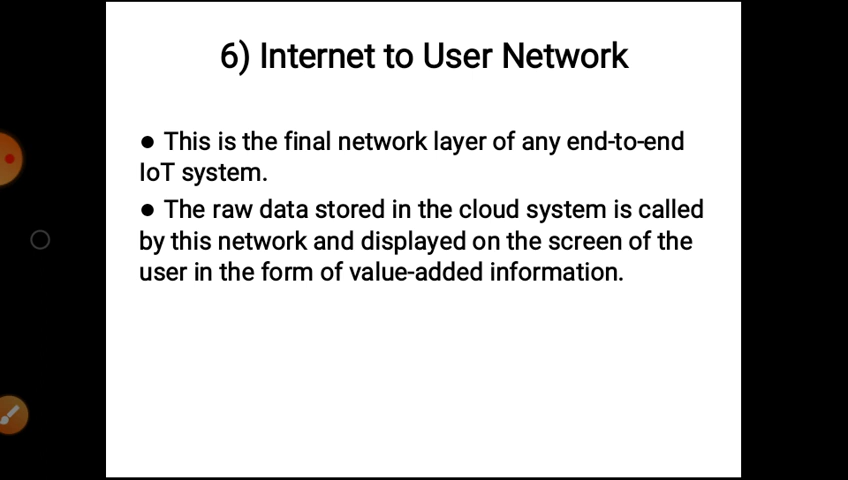 6) Internet to User Network
● This is the final network layer of any end-to-end
IoT system.
● The raw data stored in the cloud system is called
by this network and displayed on the screen of the
user in the form of value-added information.